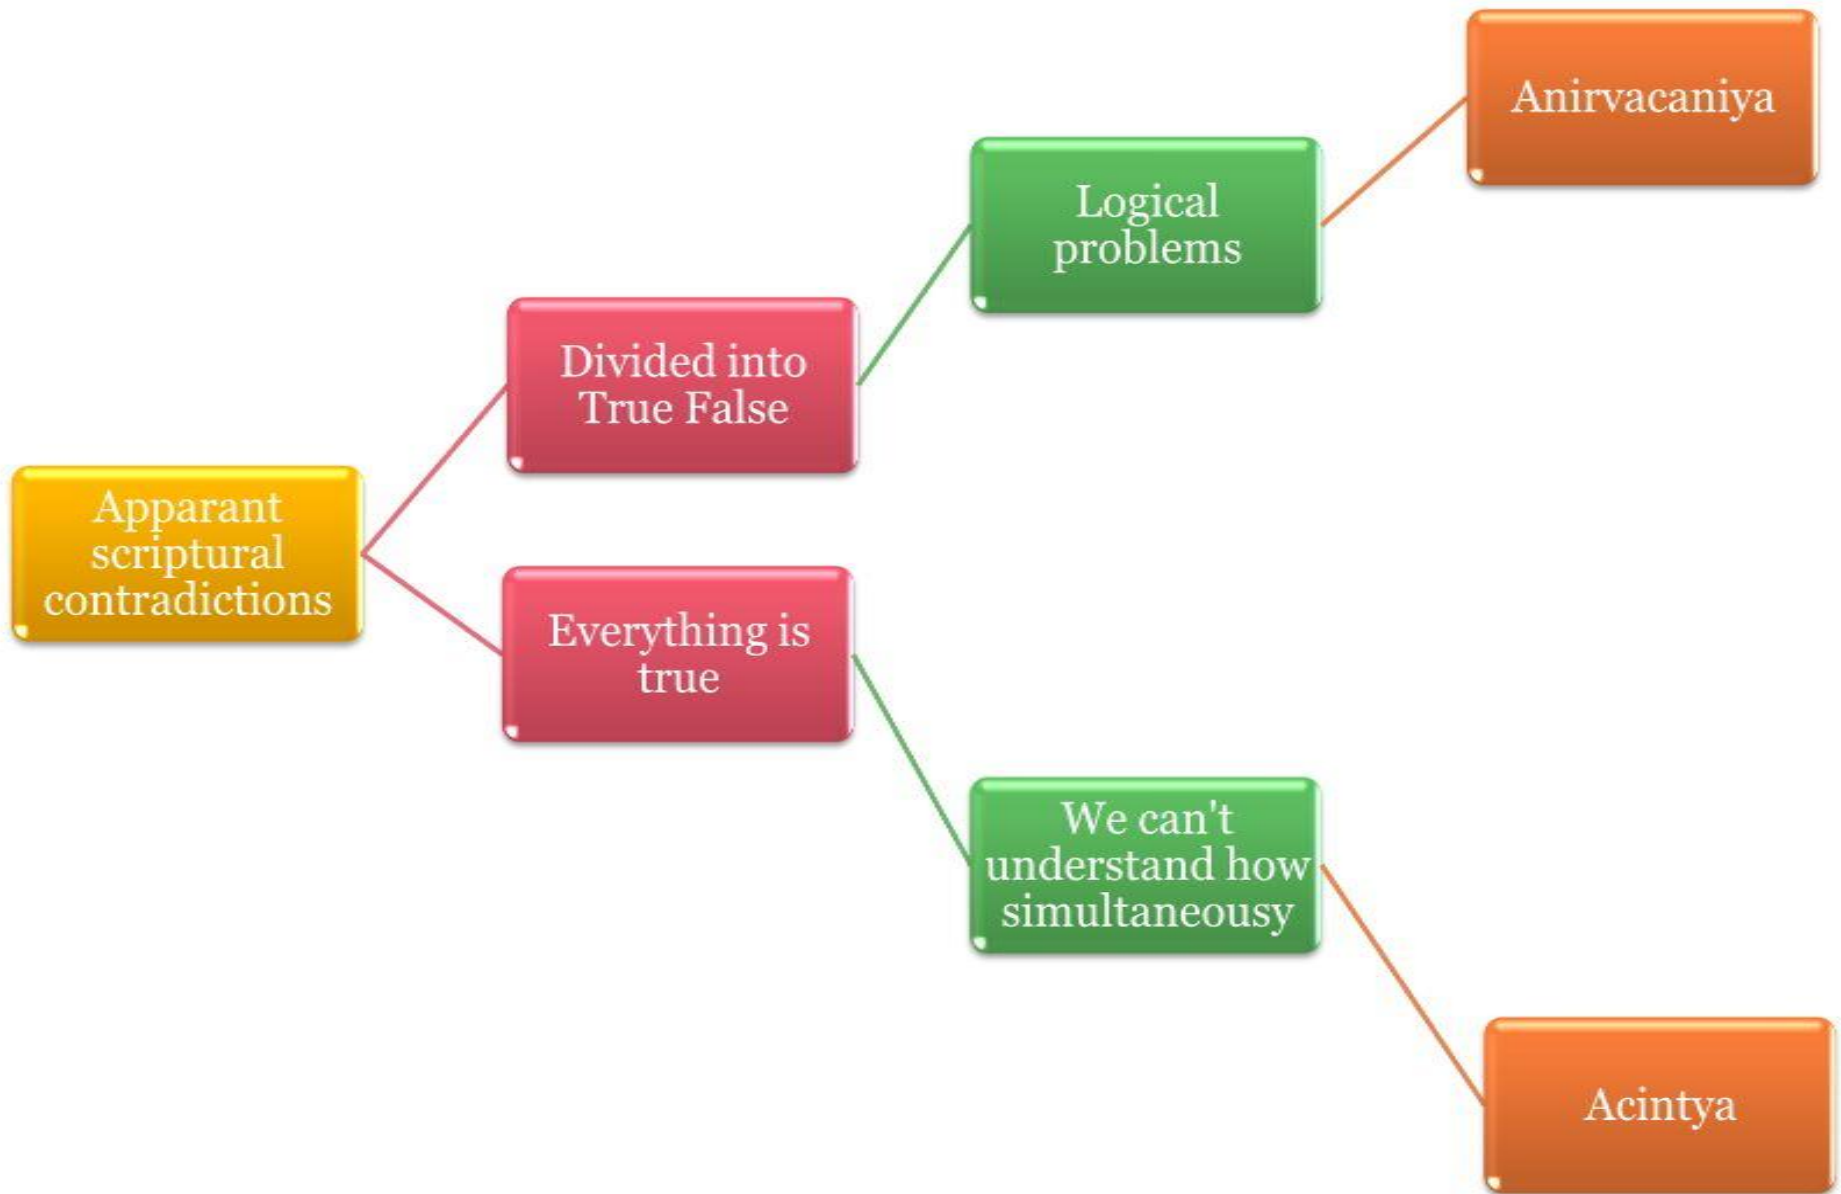 Apparant
scriptural
contradictions
Divided into
True False
Logical
problems
Anirvacaniya
Everything is
true
We can't
understand how
simultaneousy
Acintya